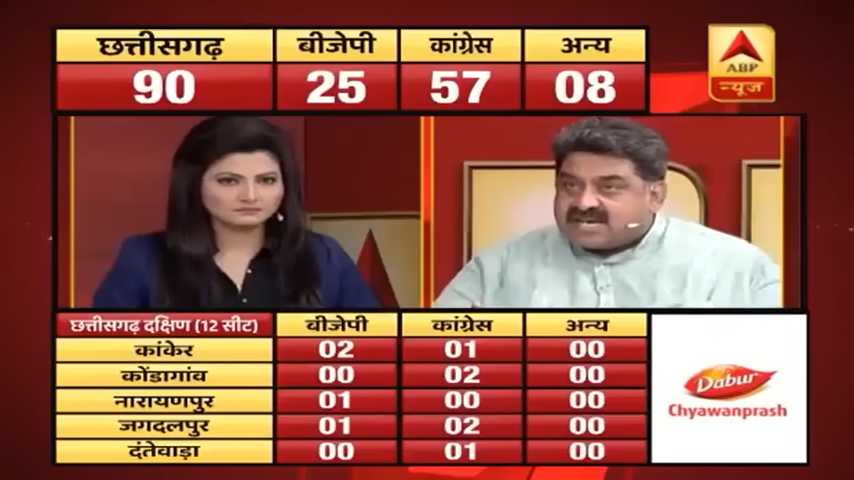 छत्तीसगढ़ बीजेपी कांग्रेस अन्य
90 25 57 08
ABP
न्यूज़
छत्तीसगढ़ दक्षिण (12 सीट) बीजेपी कांग्रेस अन्य
कांकेर 02 01 00
कोंडागांव 00 02 00
नारायणपुर 01 00 00
जगदलपुर 01 02 00
दंतेवाड़ा 00 01 00
Dabur
Chyawanprash